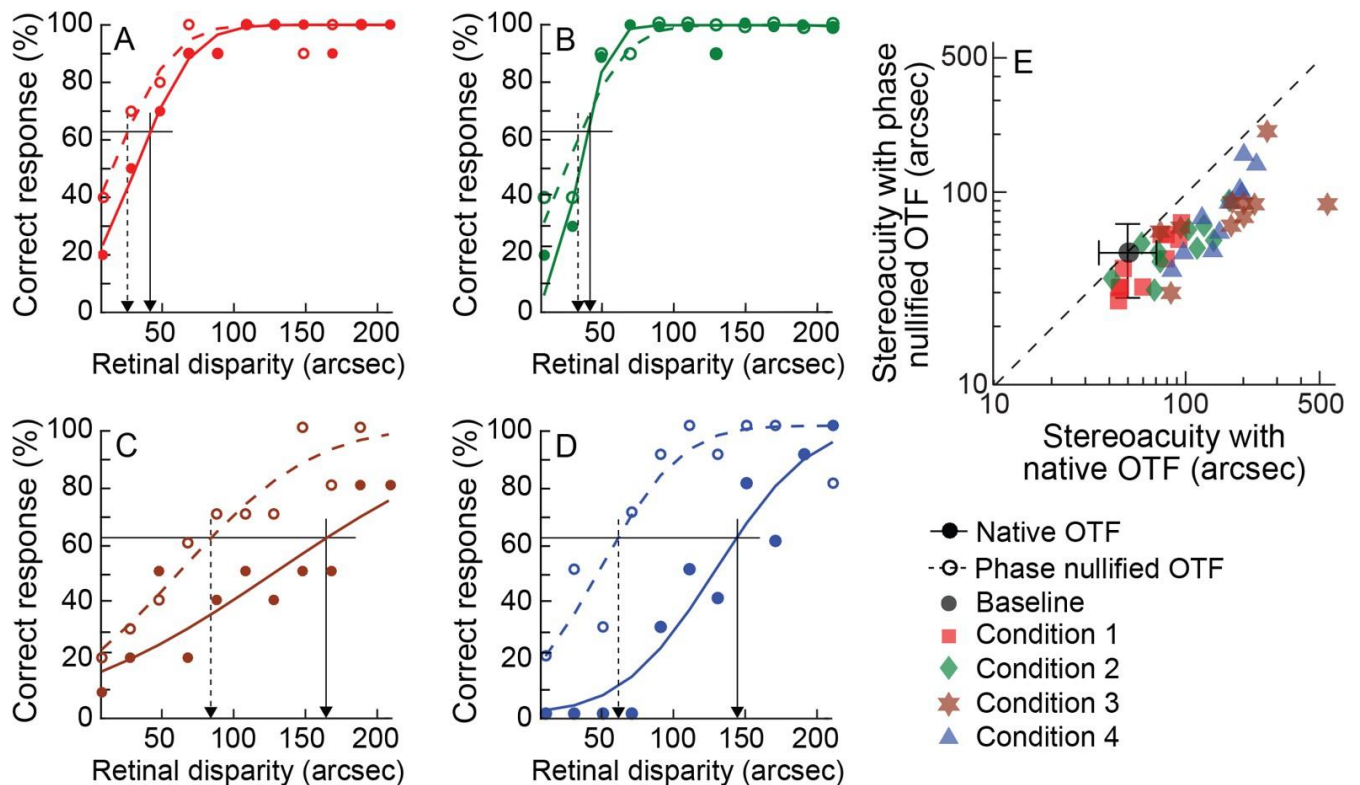 A
Correct response (%)
100
80
60
40
20
0
50
100
150
200
Retinal disparity (arcsec)
B
Correct response (%)
100
80
60
40
20
0
50
100
150
200
Retinal disparity (arcsec)
C
Correct response (%)
100
80
60
40
20
0
50
100
150
200
Retinal disparity (arcsec)
D
Correct response (%)
100
80
60
40
20
0
50
100
150
200
Retinal disparity (arcsec)
E
Stereoacuity with phase
nullified OTF (arcsec)
500
100
10
10
100
500
Stereoacuity with
native OTF (arcsec)
Native OTF
Phase nullified OTF
Baseline
Condition 1
Condition 2
Condition 3
Condition 4